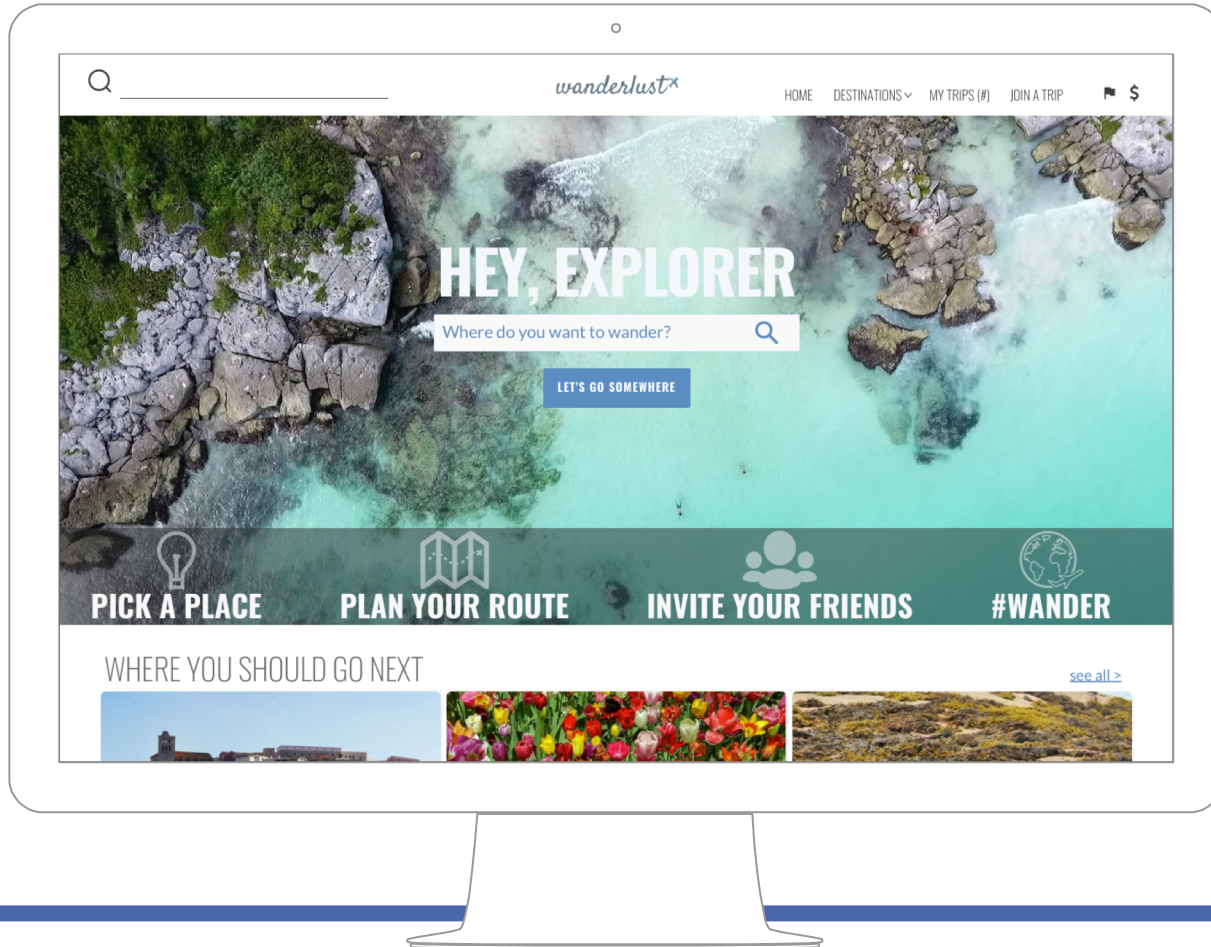 wanderlust
HOME DESTINATIONS MY TRIPS (#) JOIN A TRIP $
HEY, EXPLORER
Where do you want to wander?
LET'S GO SOMEWHERE
PICK A PLACE PLAN YOUR ROUTE INVITE YOUR FRIENDS #WANDER
WHERE YOU SHOULD GO NEXT
see all >